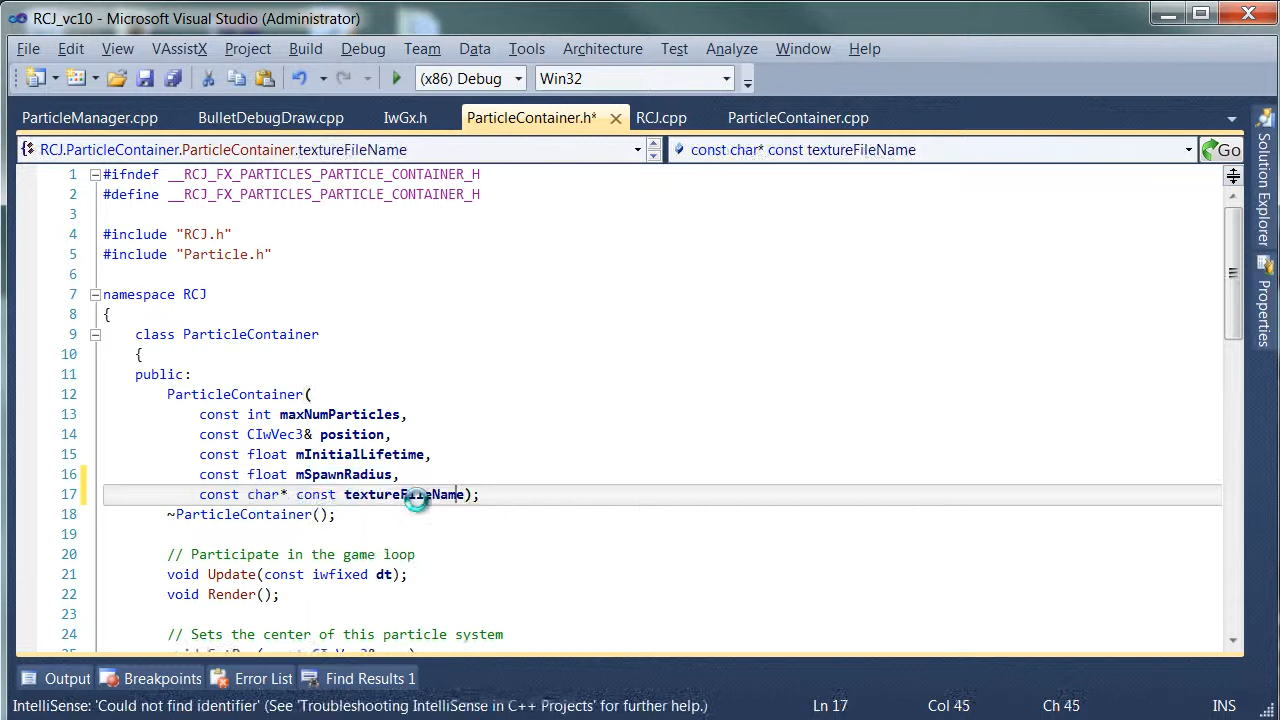 RCJ_vc10 - Microsoft Visual Studio (Administrator)
File Edit View VAssistX Project Build Debug Team Data Tools Architecture Test Analyze Window Help
(x86) Debug Win32
ParticleManager.cpp BulletDebugDraw.cpp IwGx.h ParticleContainer.h* RCJ.cpp ParticleContainer.cpp
RCJ.ParticleContainer.ParticleContainer.textureFileName const char* const textureFileName Go
1 #ifndef __RCJ_FX_PARTICLES_PARTICLE_CONTAINER_H
2 #define __RCJ_FX_PARTICLES_PARTICLE_CONTAINER_H
3
4 #include "RCJ.h"
5 #include "Particle.h"
6
7 namespace RCJ
8 {
9 class ParticleContainer
10 {
11 public:
12 ParticleContainer(
13 const int maxNumParticles,
14 const CIwVec3& position,
15 const float mInitialLifetime,
16 const float mSpawnRadius,
17 const char* const textureFileName);
18 ~ParticleContainer();
19
20 // Participate in the game loop
21 void Update(const iwfixed dt);
22 void Render();
23
24 // Sets the center of this particle system
Solution Explorer
Properties
Output Breakpoints Error List Find Results 1
IntelliSense: 'Could not find identifier' (See 'Troubleshooting IntelliSense in C++ Projects' for further help.) Ln 17 Col 45 Ch 45 INS